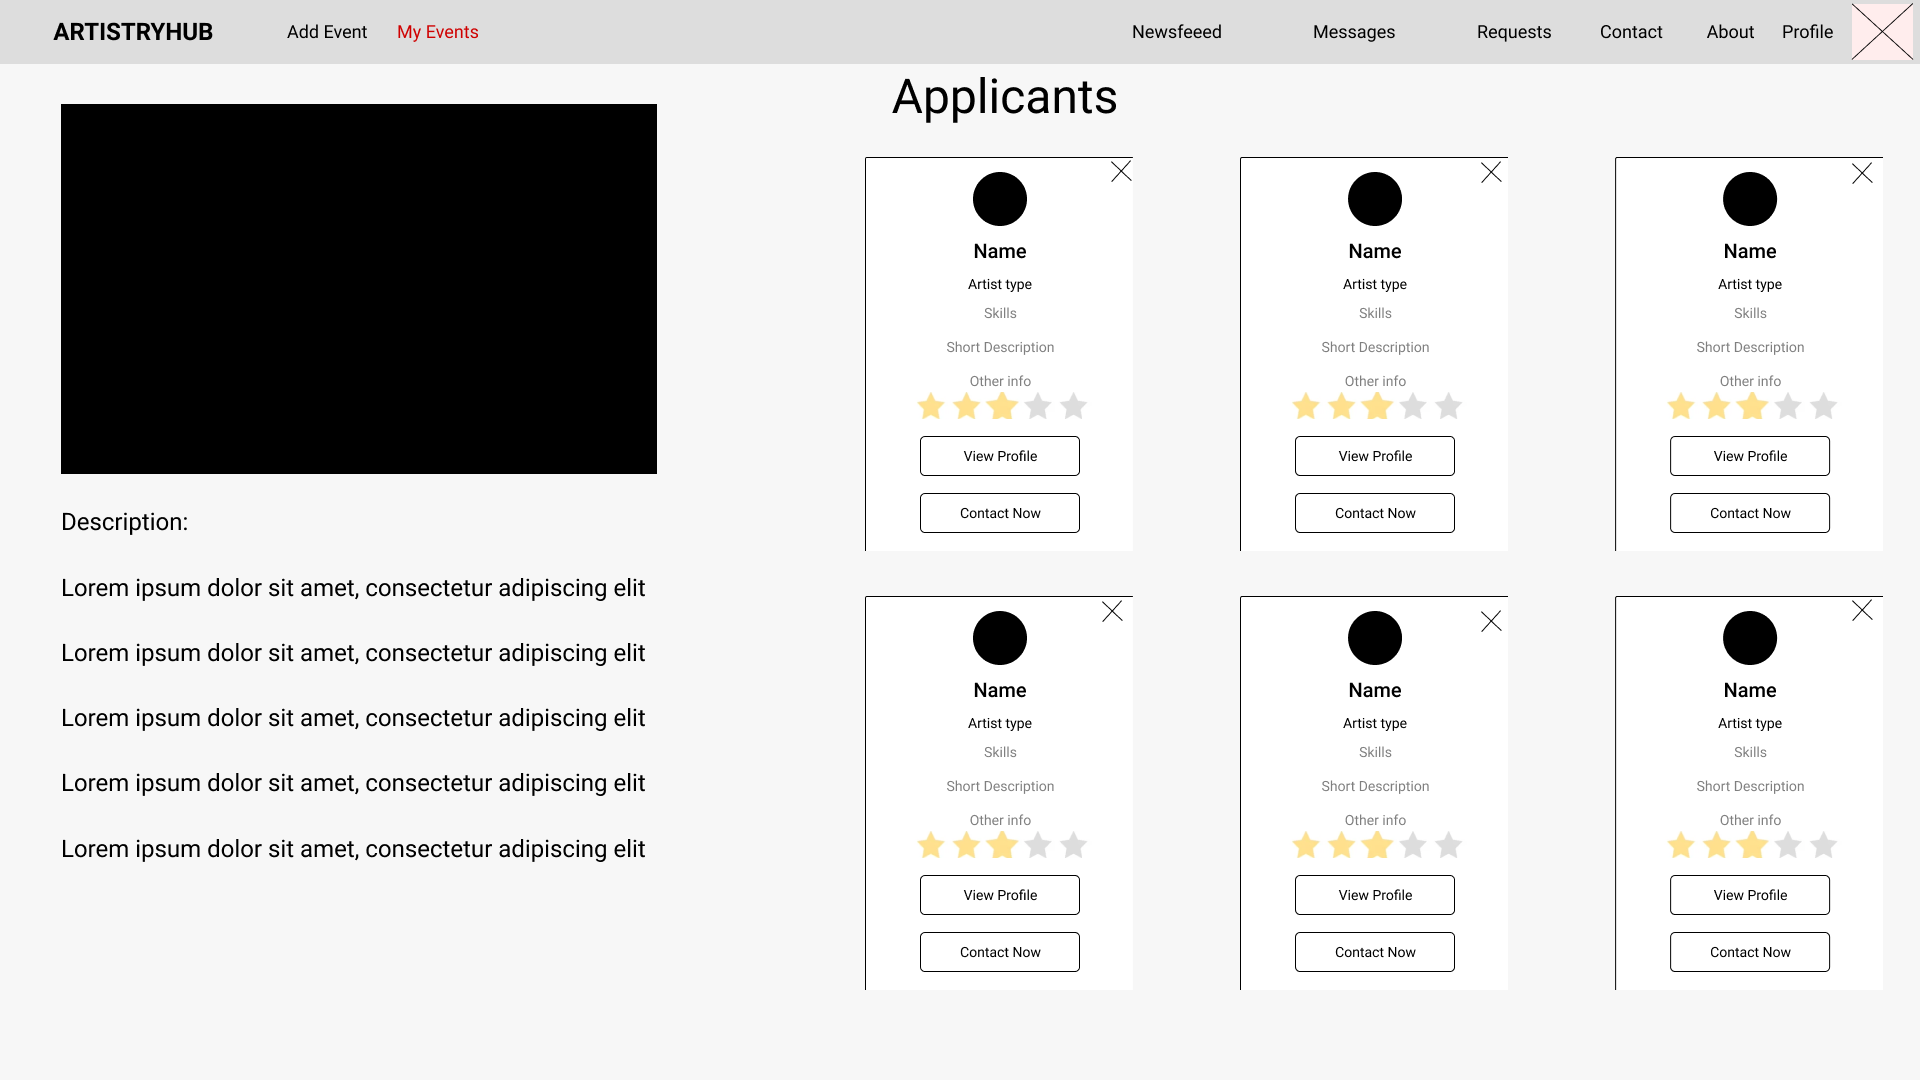 ARTISTRYHUB Add Event My Events Newsfeeed Messages Requests Contact About Profile
Description:
Lorem ipsum dolor sit amet, consectetur adipiscing elit
Lorem ipsum dolor sit amet, consectetur adipiscing elit
Lorem ipsum dolor sit amet, consectetur adipiscing elit
Lorem ipsum dolor sit amet, consectetur adipiscing elit
Lorem ipsum dolor sit amet, consectetur adipiscing elit
Applicants
Name
Artist type
Skills
Short Description
Other info
View Profile
Contact Now
Name
Artist type
Skills
Short Description
Other info
View Profile
Contact Now
Name
Artist type
Skills
Short Description
Other info
View Profile
Contact Now
Name
Artist type
Skills
Short Description
Other info
View Profile
Contact Now
Name
Artist type
Skills
Short Description
Other info
View Profile
Contact Now
Name
Artist type
Skills
Short Description
Other info
View Profile
Contact Now